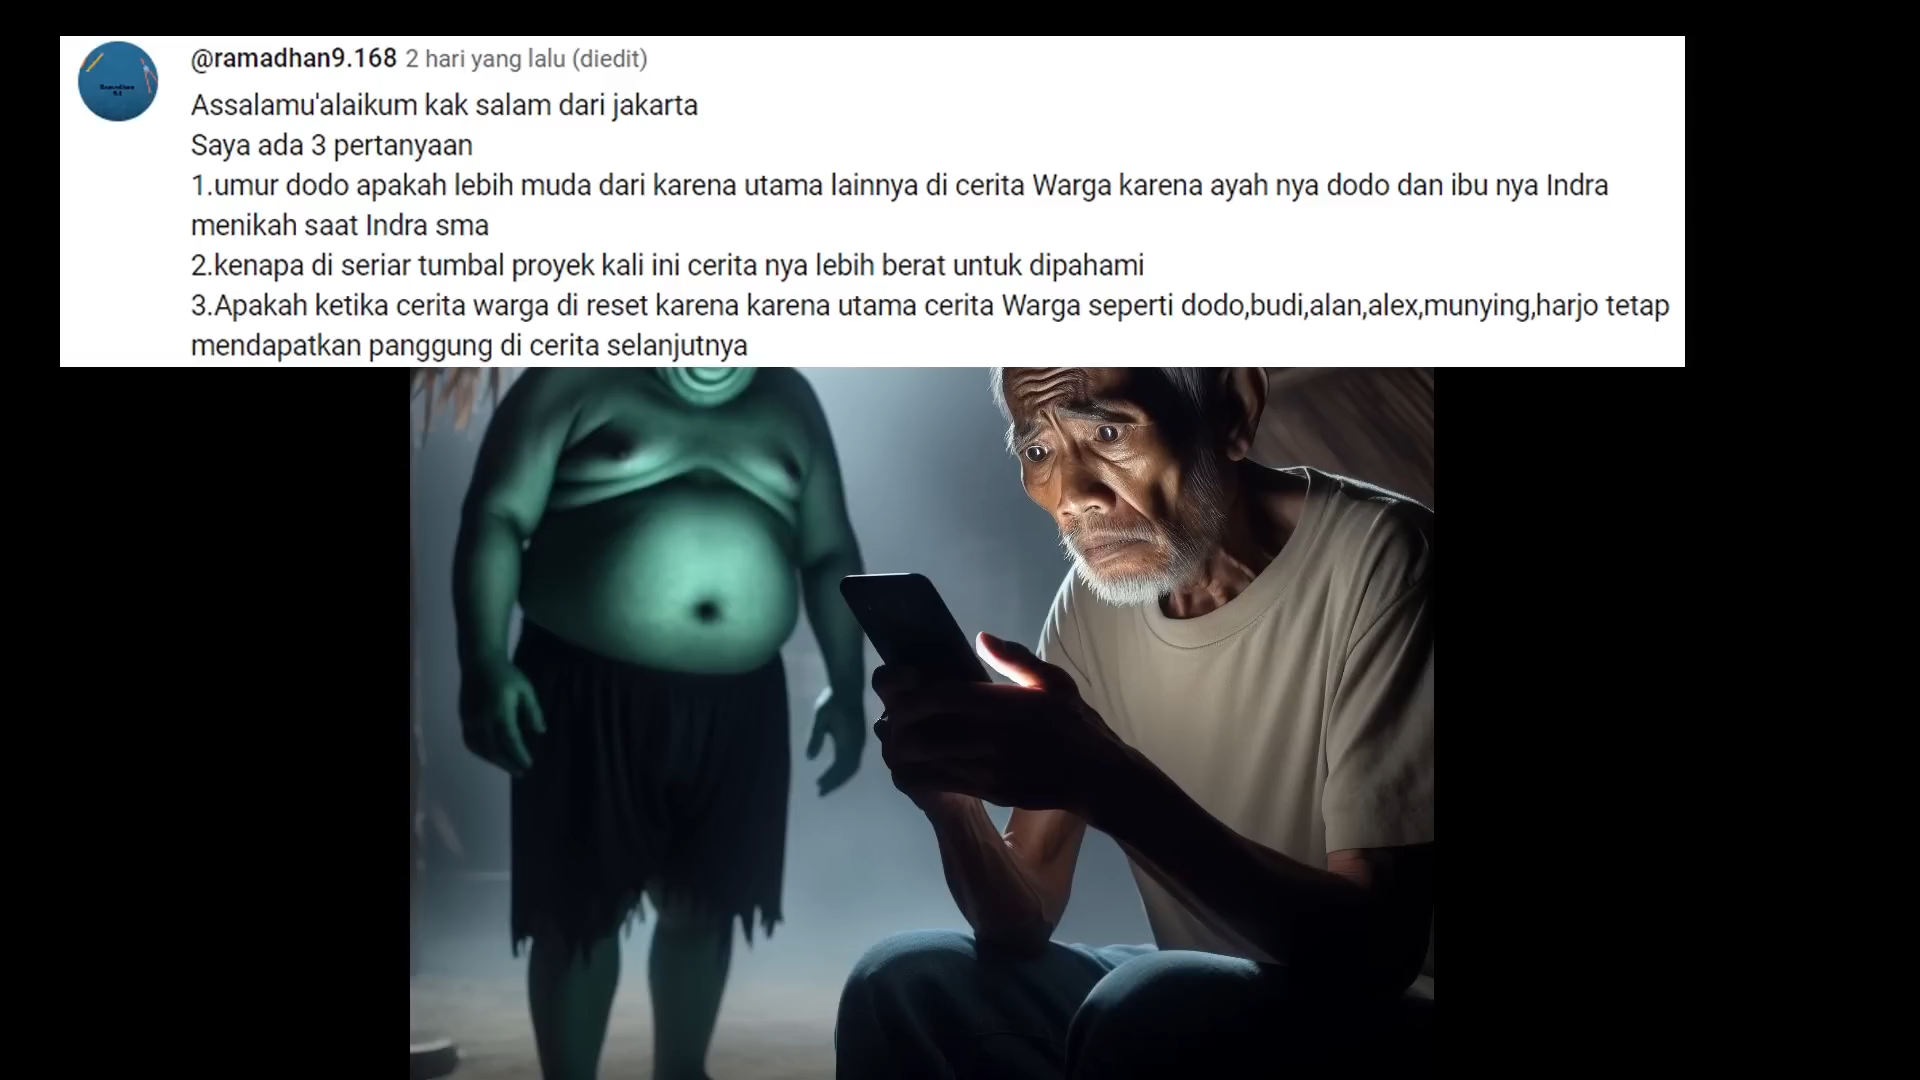 @ramadhan9.168 2 hari yang lalu (diedit)
Assalamu'alaikum kak salam dari jakarta
Saya ada 3 pertanyaan
1.umur dodo apakah lebih muda dari karena utama lainnya di cerita Warga karena ayah nya dodo dan ibu nya Indra
menikah saat Indra sma
2.kenapa di seriar tumbal proyek kali ini cerita nya lebih berat untuk dipahami
3.Apakah ketika cerita warga di reset karena karena utama cerita Warga seperti dodo,budi,alan,alex,munying,harjo tetap
mendapatkan panggung di cerita selanjutnya